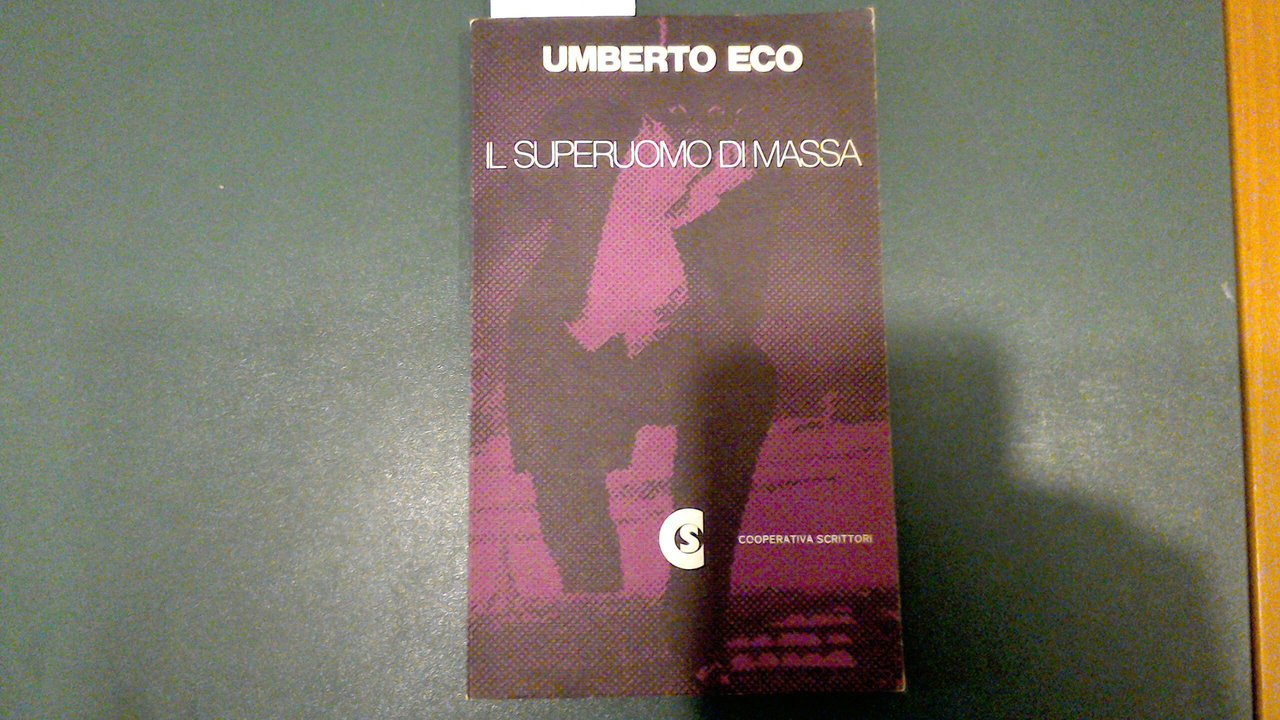 UMBERTO ECO
IL SUPERUOMO DI MASSA
CS
COOPERATIVA SCRITTORI